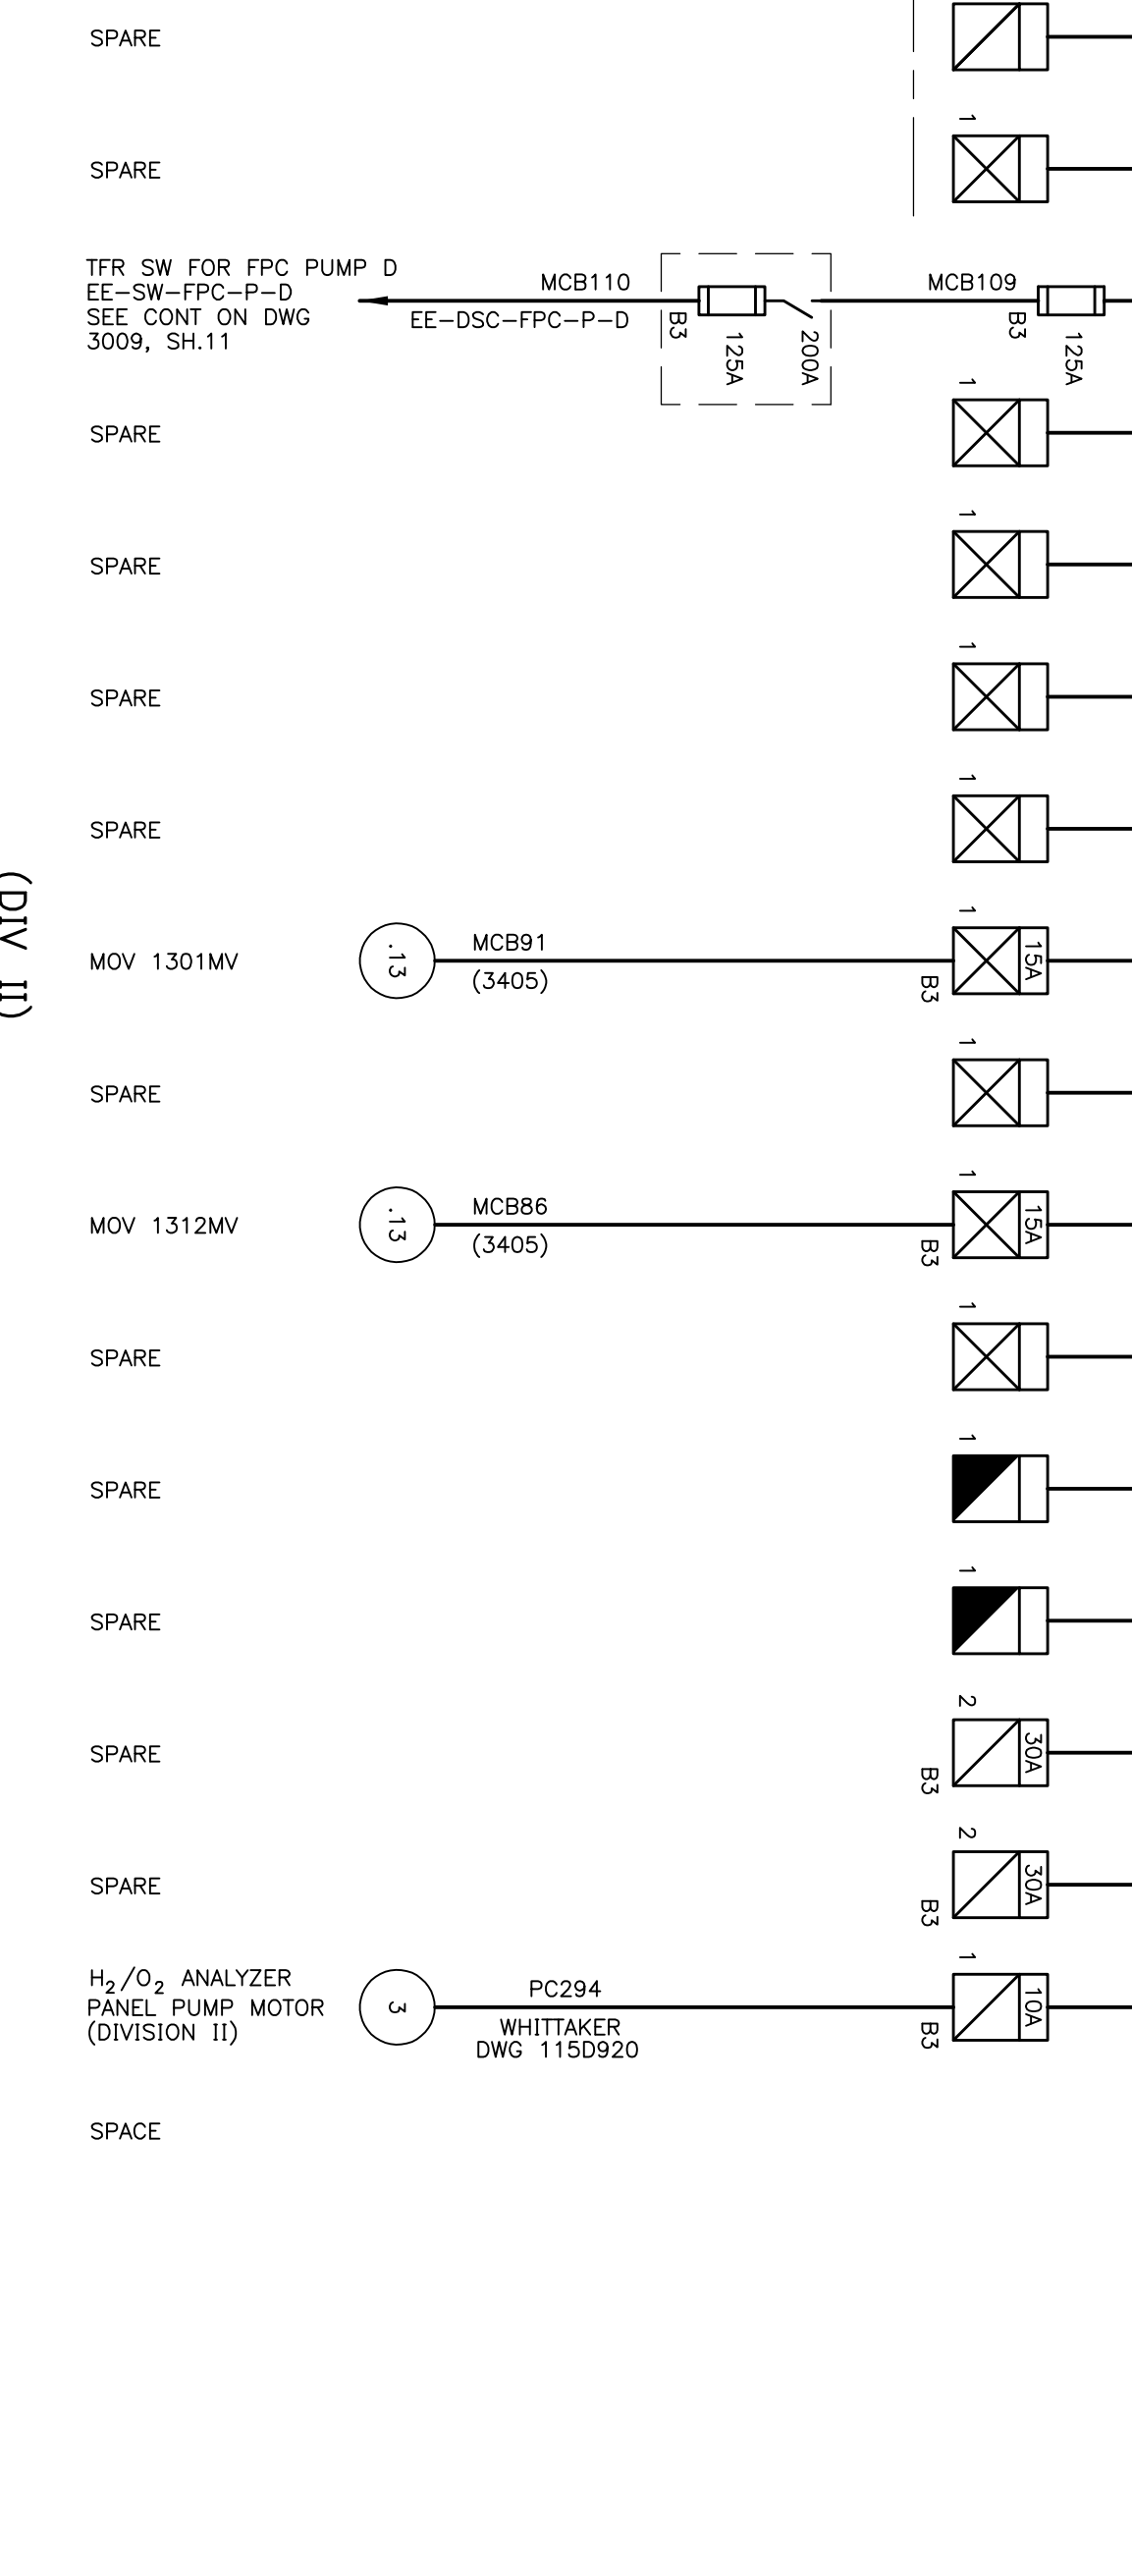 SPARE
1
SPARE
TFR SW FOR FPC PUMP D
EE-SW-FPC-P-D
SEE CONT ON DWG
3009, SH.11
MCB110
EE-DSC-FPC-P-D
B3
125A
200A
MCB109
B3
125A
1
SPARE
1
SPARE
1
SPARE
1
SPARE
(DIV II)
1
MOV 1301MV
.13
MCB91
(3405)
B3
15A
1
SPARE
1
MOV 1312MV
.13
MCB86
(3405)
B3
15A
1
SPARE
1
SPARE
1
SPARE
2
SPARE
B3
30A
2
SPARE
B3
30A
1
H₂/O₂ ANALYZER
PANEL PUMP MOTOR
(DIVISION II)
3
PC294
WHITTAKER
DWG 115D920
B3
10A
SPACE